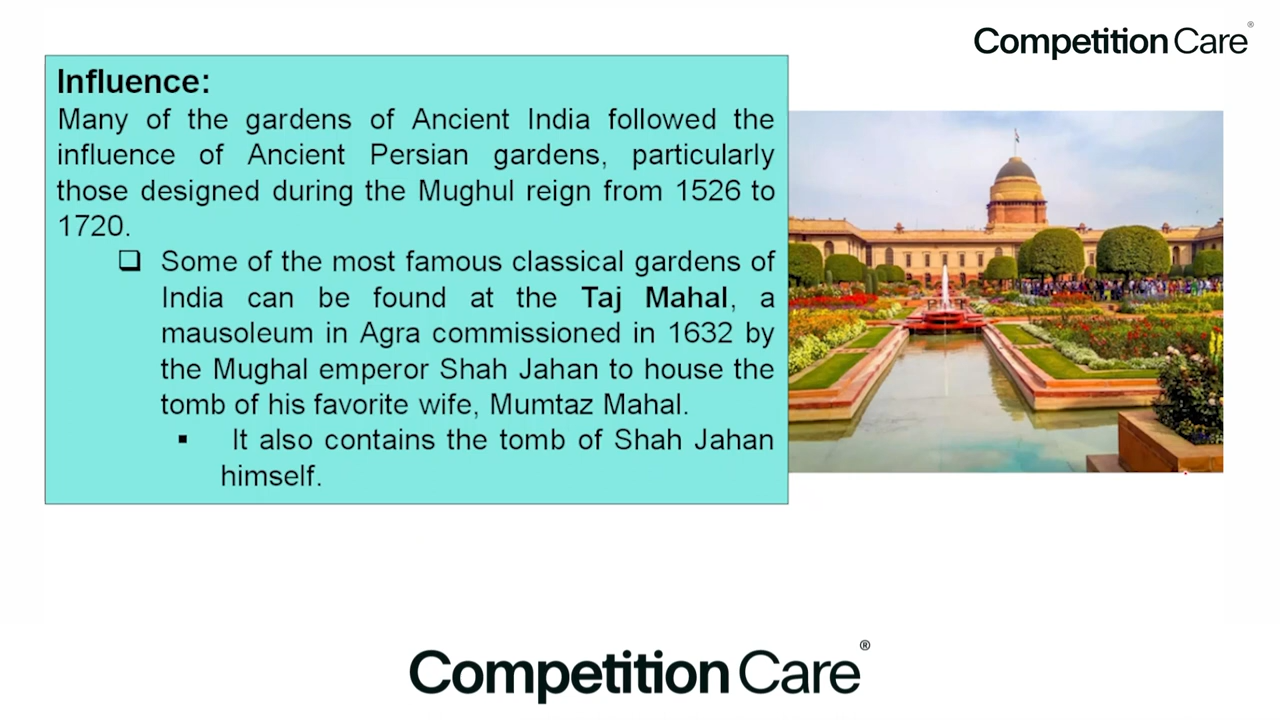 Competition Care®
Influence:
Many of the gardens of Ancient India followed the
influence of Ancient Persian gardens, particularly
those designed during the Mughul reign from 1526 to
1720.
❑ Some of the most famous classical gardens of
India can be found at the Taj Mahal, a
mausoleum in Agra commissioned in 1632 by
the Mughal emperor Shah Jahan to house the
tomb of his favorite wife, Mumtaz Mahal.
▪ It also contains the tomb of Shah Jahan
himself.
Competition Care®